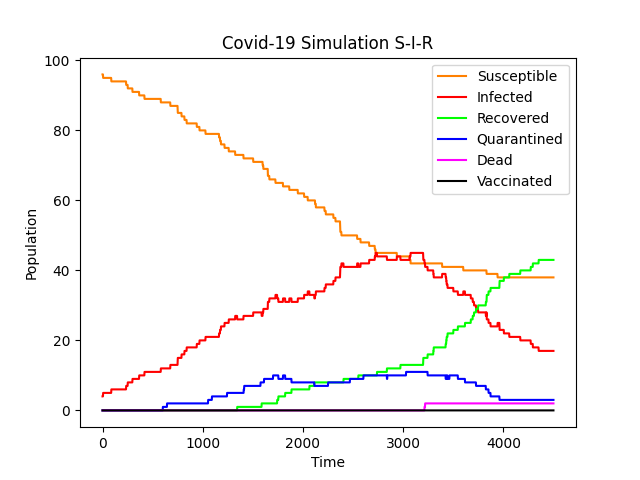 Covid-19 Simulation S-I-R
100
80
60
40
20
0
Population
Susceptible
Infected
Recovered
Quarantined
Dead
Vaccinated
0 1000 2000 3000 4000
Time